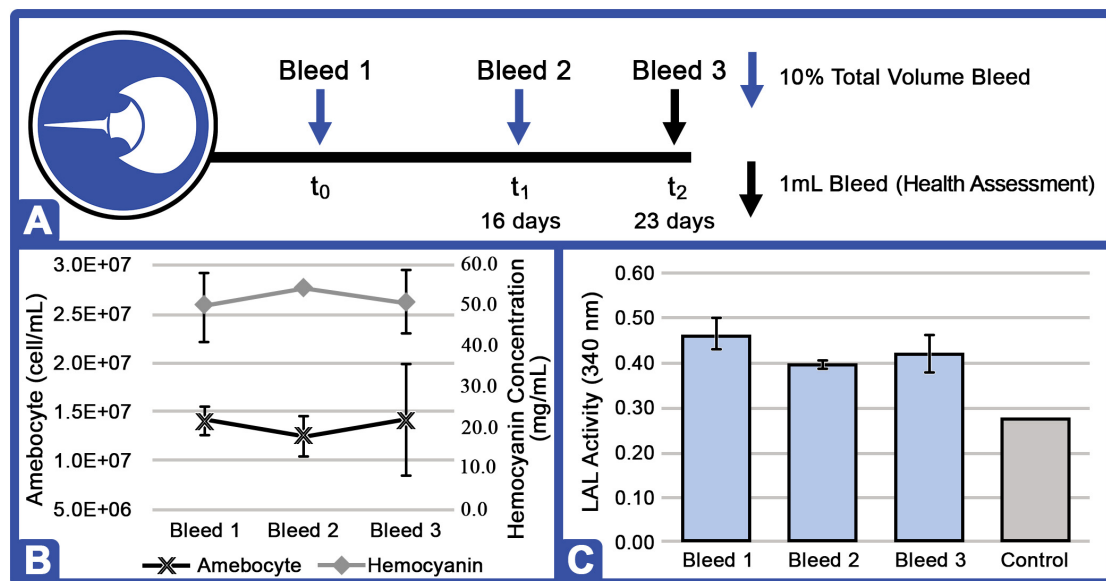 Bleed 1
Bleed 2
Bleed 3
10% Total Volume Bleed
t0
t1
t2
1mL Bleed (Health Assessment)
16 days
23 days
A
3.0E+07
2.5E+07
2.0E+07
1.5E+07
1.0E+07
5.0E+06
Amebocyte (cell/mL)
60.0
50.0
40.0
30.0
20.0
10.0
0.0
Hemocyanin Concentration
(mg/mL)
Bleed 1
Bleed 2
Bleed 3
Amebocyte
Hemocyanin
B
0.60
0.50
0.40
0.30
0.20
0.10
0.00
LAL Activity (340 nm)
Bleed 1
Bleed 2
Bleed 3
Control
C